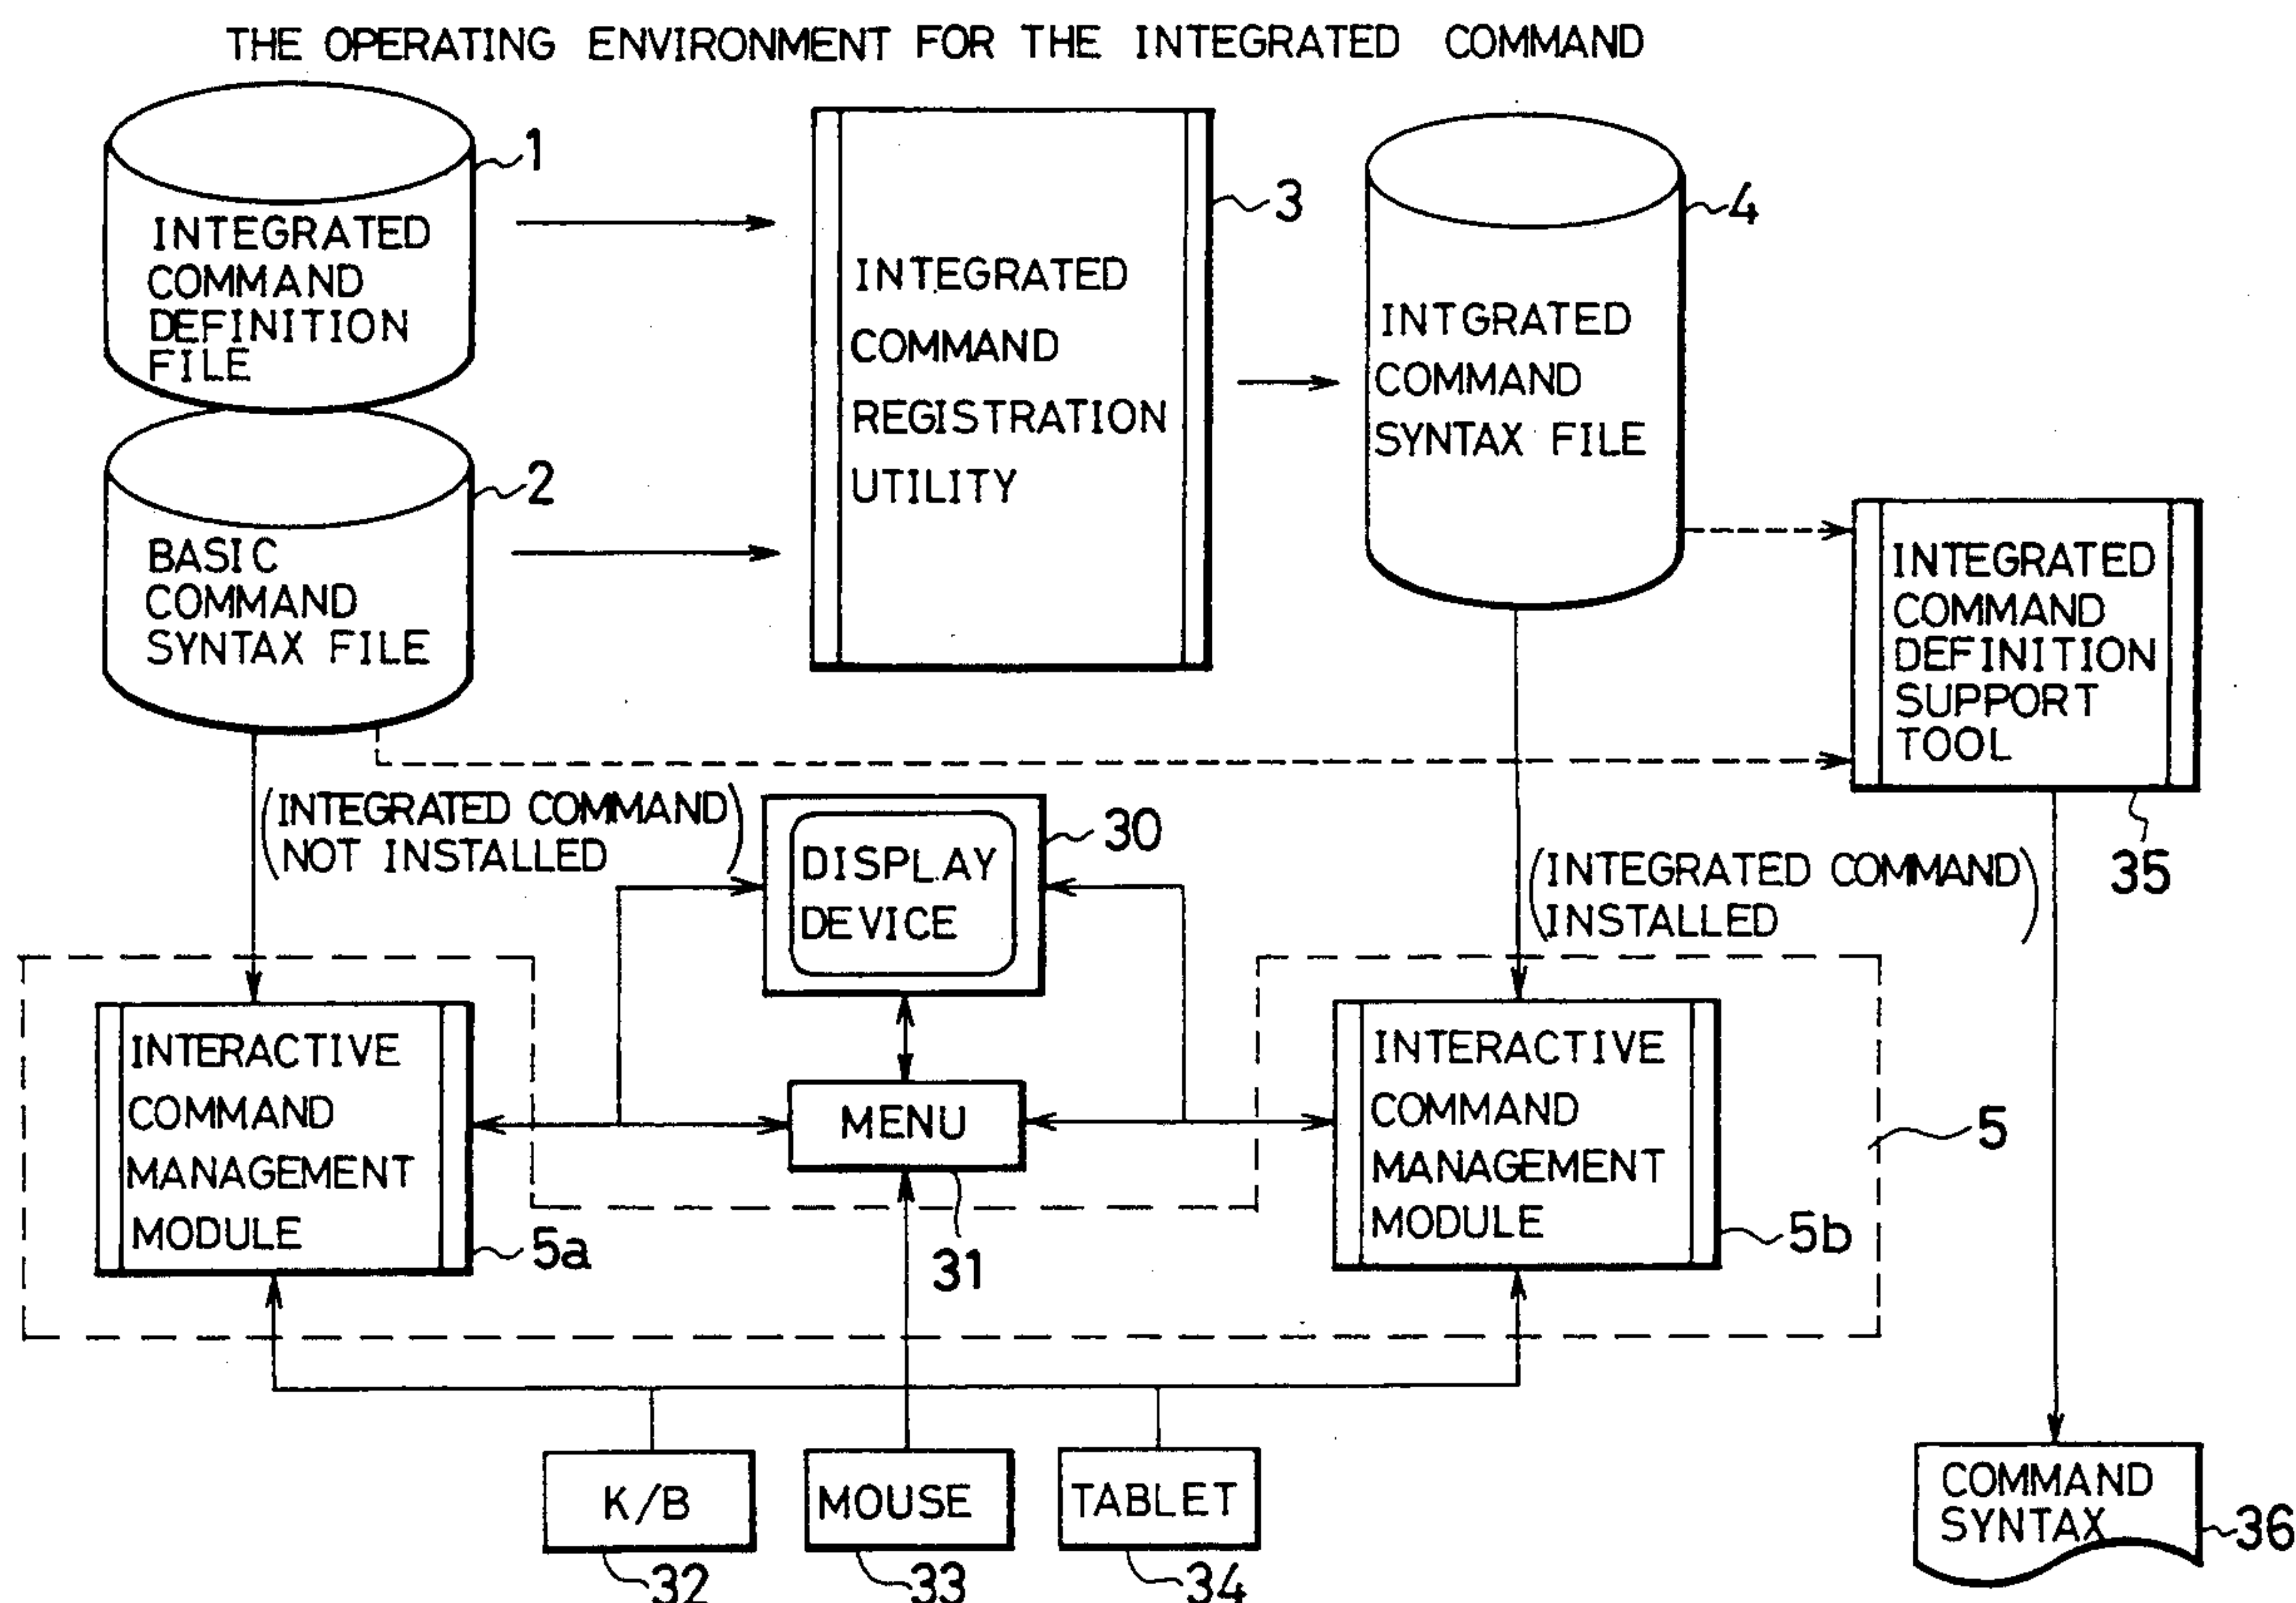 THE OPERATING ENVIRONMENT FOR THE INTEGRATED COMMAND
1
INTEGRATED
COMMAND
DEFINITION
FILE
2
BASIC
COMMAND
SYNTAX FILE
3
INTEGRATED
COMMAND
REGISTRATION
UTILITY
4
INTGRATED
COMMAND
SYNTAX FILE
INTEGRATED
COMMAND
DEFINITION
SUPPORT
TOOL
35
(INTEGRATED COMMAND)
(NOT INSTALLED)
30
DISPLAY
DEVICE
(INTEGRATED COMMAND)
(INSTALLED)
INTERACTIVE
COMMAND
MANAGEMENT
MODULE
5a
MENU
31
INTERACTIVE
COMMAND
MANAGEMENT
MODULE
5b
5
K/B
32
MOUSE
33
TABLET
34
COMMAND
SYNTAX
36